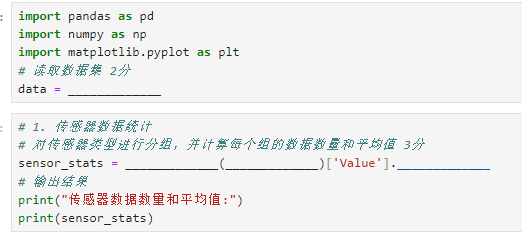 import pandas as pd
import numpy as np
import matplotlib.pyplot as plt
# 读取数据集 2分
data = _____________
# 1. 传感器数据统计
# 对传感器类型进行分组，并计算每个组的数据数量和平均值 3分
sensor_stats = _____________(_____________)['Value']._____________
# 输出结果
print("传感器数据数量和平均值:")
print(sensor_stats)